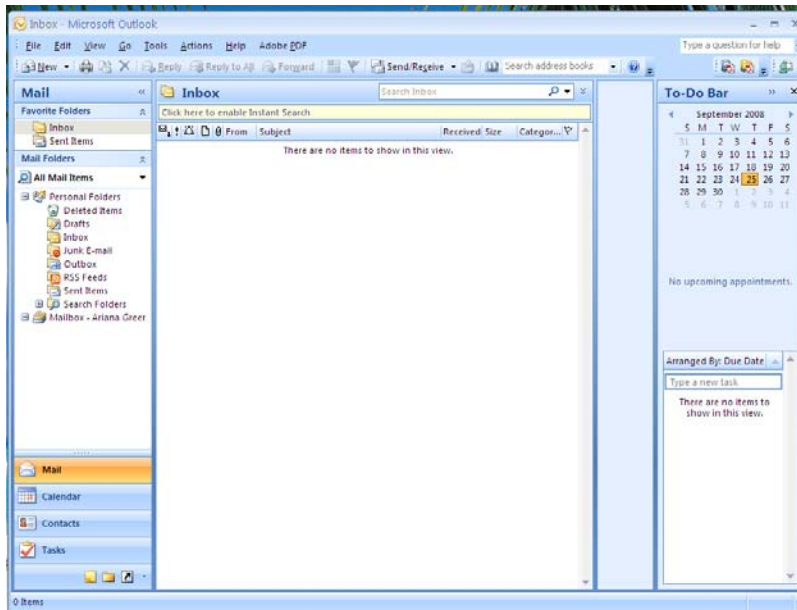 Inbox - Microsoft Outlook
File Edit View Go Tools Actions Help Adobe PDF
Type a question for help
New Reply Reply to All Forward Send/Receive Search address books
Mail
Favorite Folders
Inbox
Sent Items
Mail Folders
All Mail Items
Personal Folders
Deleted Items
Drafts
Inbox
Junk E-mail
Outbox
RSS Feeds
Sent Items
Search Folders
Mailbox - Ariana Greer
Mail
Calendar
Contacts
Tasks
Inbox
Search Inbox
Click here to enable Instant Search
From Subject Received Size Categor...
There are no items to show in this view.
To-Do Bar
September 2008
S M T W T F S
31 1 2 3 4 5 6
7 8 9 10 11 12 13
14 15 16 17 18 19 20
21 22 23 24 25 26 27
28 29 30 1 2 3 4
5 6 7 8 9 10 11
No upcoming appointments.
Arranged By: Due Date
Type a new task
There are no items to
show in this view.
0 Items